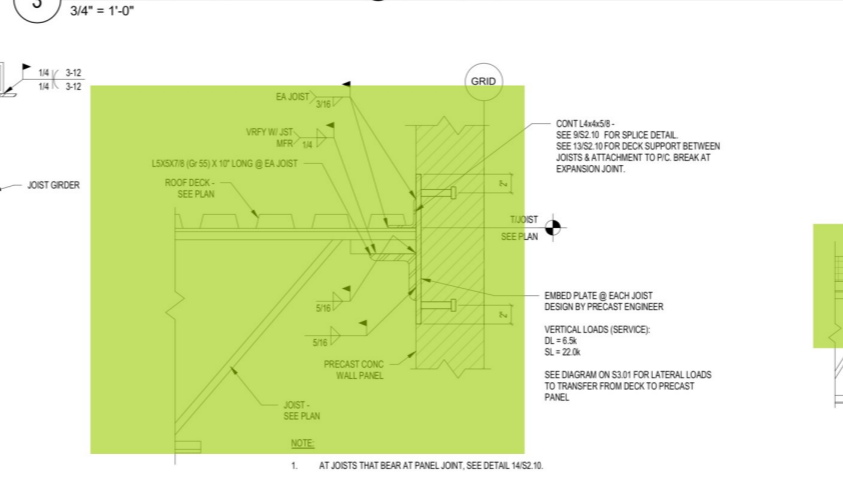 3/4" = 1'-0"
1/4 3-12
1/4 3-12
JOIST GIRDER
EA JOIST
3/16
VRFY W/ JST
MFR
1/4
L5X5X7/8 (Gr 55) X 10" LONG @ EA JOIST
ROOF DECK -
SEE PLAN
GRID
CONT L4x4x5/8 -
SEE 9/S2.10 FOR SPLICE DETAIL.
SEE 13/S2.10 FOR DECK SUPPORT BETWEEN
JOISTS & ATTACHMENT TO P/C. BREAK AT
EXPANSION JOINT.
2"
T/JOIST
SEE PLAN
5/16
5/16
2"
EMBED PLATE @ EACH JOIST
DESIGN BY PRECAST ENGINEER
VERTICAL LOADS (SERVICE):
DL = 6.5k
SL = 22.0k
SEE DIAGRAM ON S3.01 FOR LATERAL LOADS
TO TRANSFER FROM DECK TO PRECAST
PANEL
PRECAST CONC
WALL PANEL
JOIST -
SEE PLAN
NOTE:
1. AT JOISTS THAT BEAR AT PANEL JOINT, SEE DETAIL 14/S2.10.